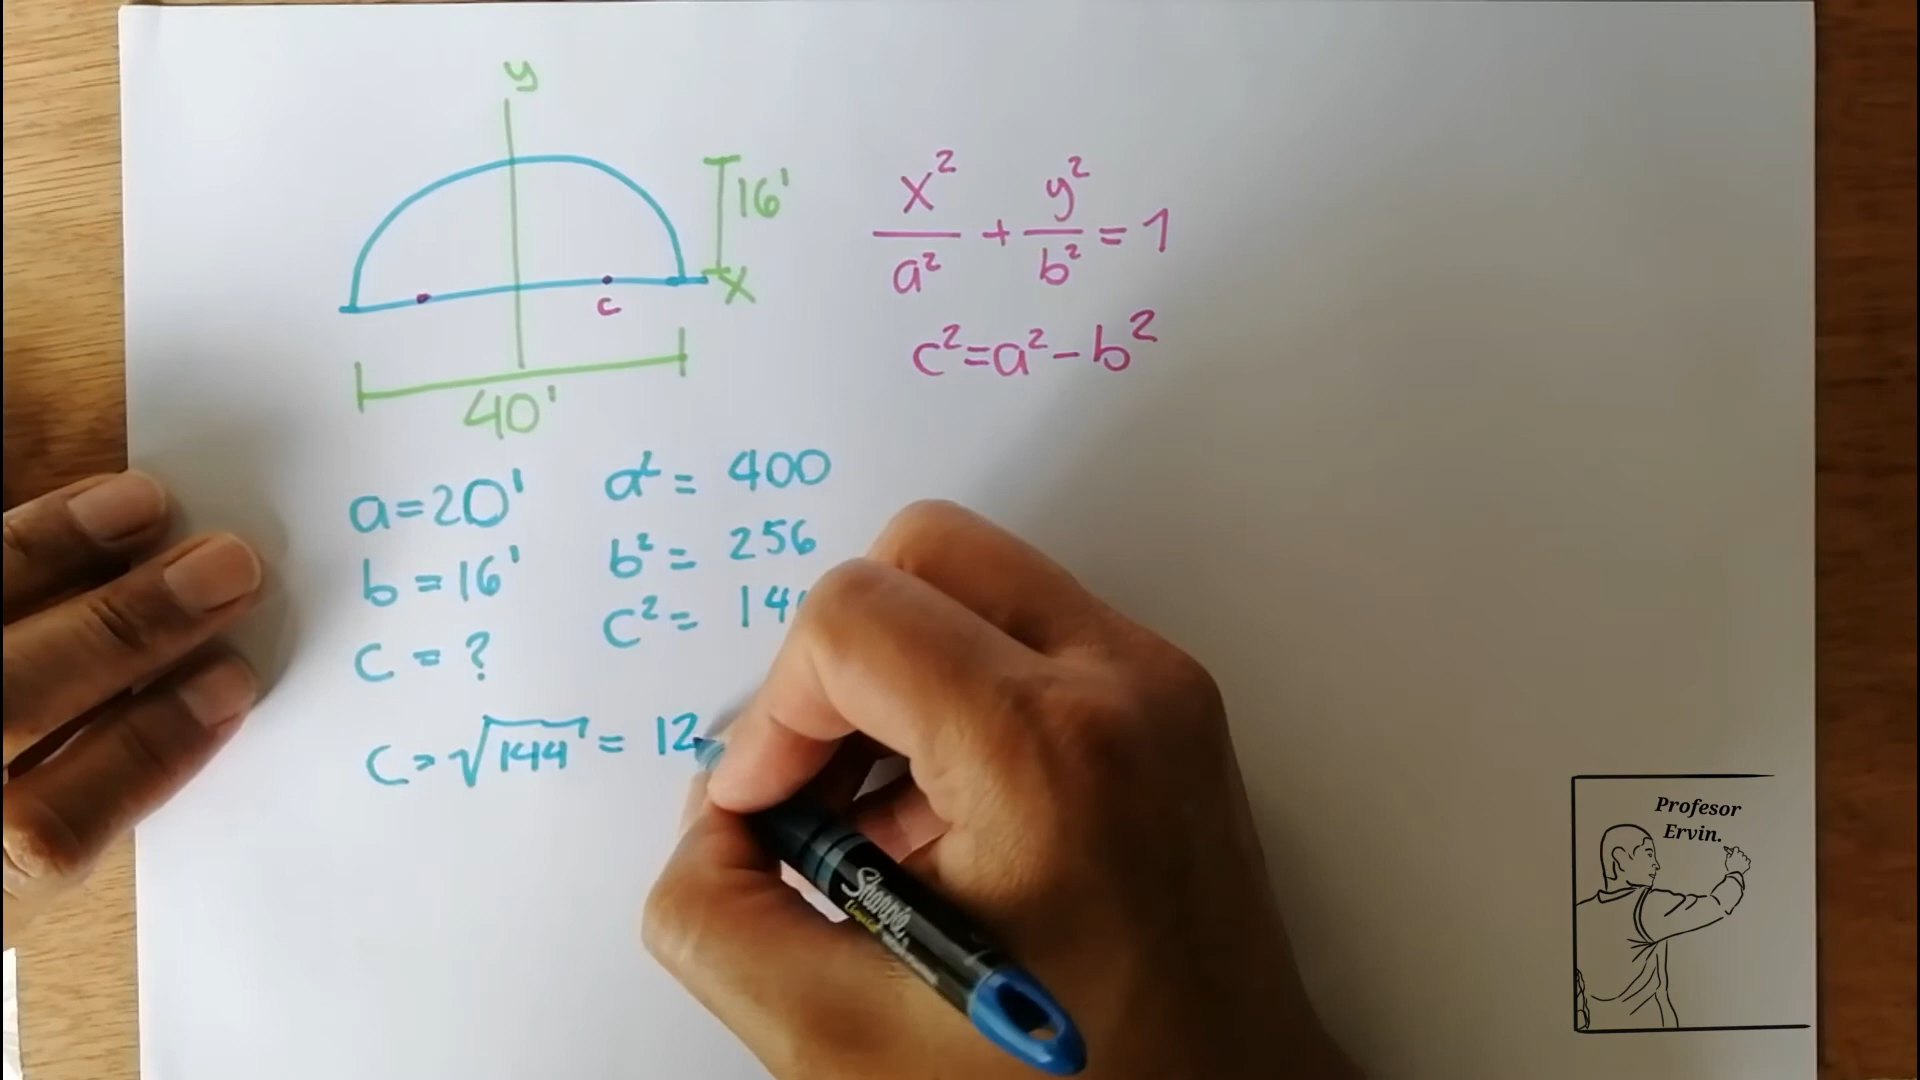 y
16'
x
c
40'
x²/a² + y²/b² = 1
c²=a²-b²
a=20' a² = 400
b=16' b² = 256
c = ? c² = 14
c = √144 = 12
Sharpie
Profesor
Ervin.